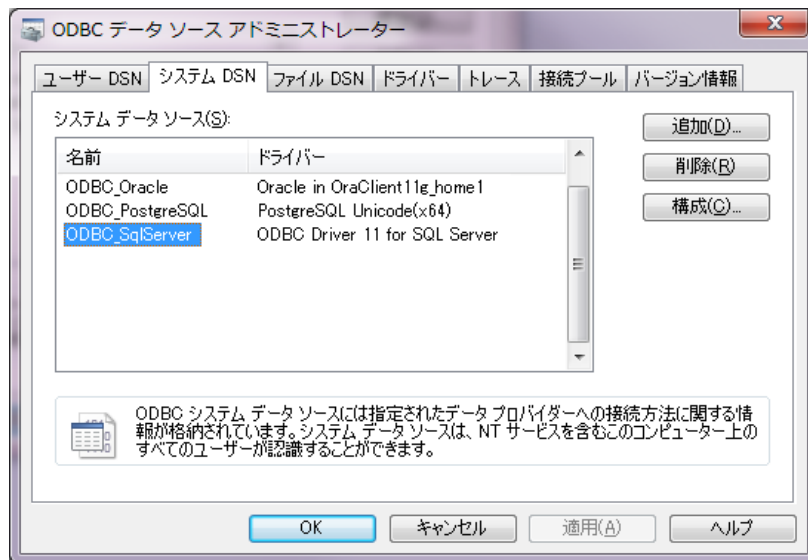 ODBC データ ソース アドミニストレーター
ユーザー DSN システム DSN ファイル DSN ドライバー トレース 接続プール バージョン情報
システム データ ソース(S):
追加(D)...
名前 ドライバー
削除(R)
ODBC_Oracle Oracle in OraClient11g_home1
ODBC_PostgreSQL PostgreSQL Unicode(x64)
構成(C)...
ODBC_SqlServer ODBC Driver 11 for SQL Server
ODBC システム データ ソースには指定されたデータ プロバイダーへの接続方法に関する情
報が格納されています。システム データ ソースは、NT サービスを含むこのコンピューター上の
すべてのユーザーが認識することができます。
OK キャンセル 適用(A) ヘルプ